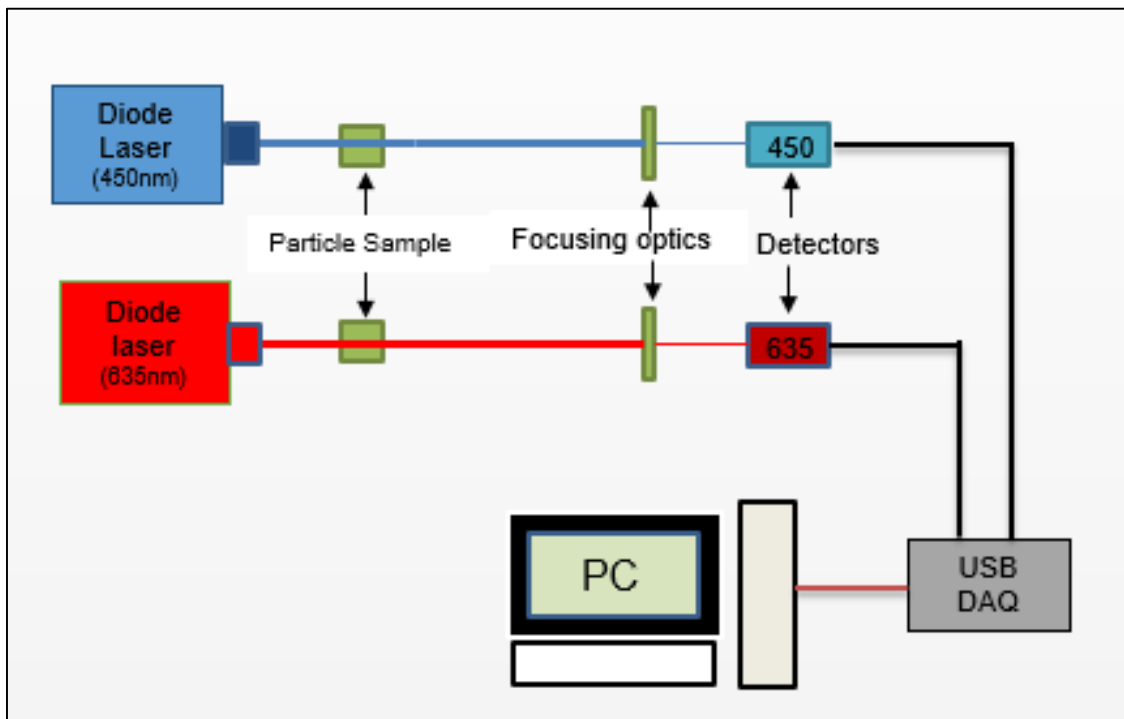 Diode
Laser
(450nm)
450
Particle Sample
Focusing optics
Detectors
Diode
laser
(635nm)
635
PC
USB
DAQ